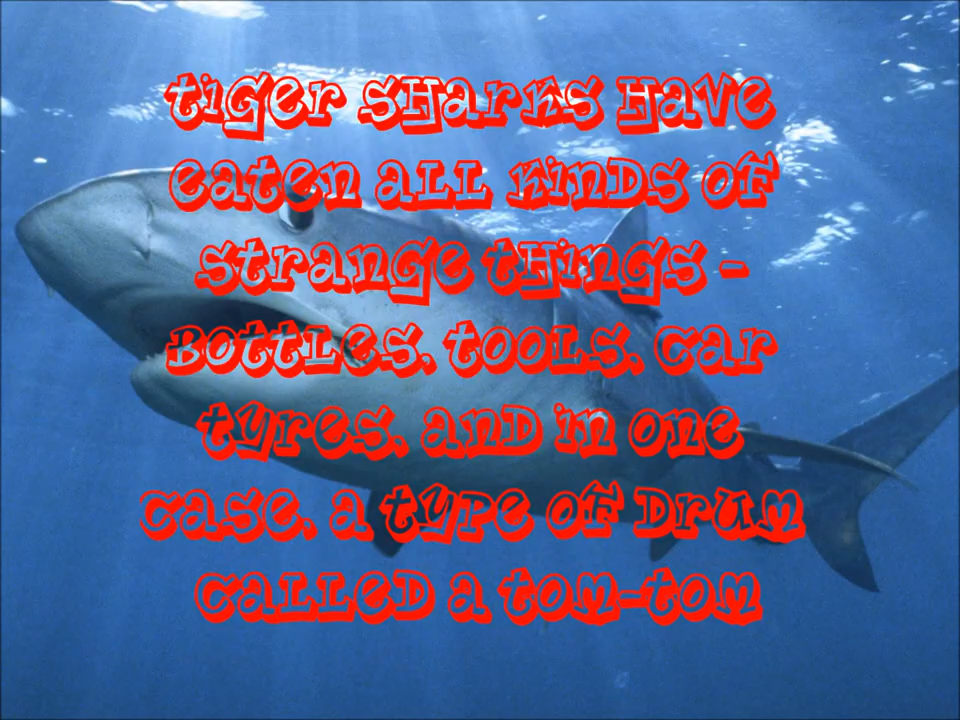 Tiger sharks have
eaten all kinds of
strange things -
bottles, tools, car
tyres, and in one
case, a type of drum
called a tom-tom